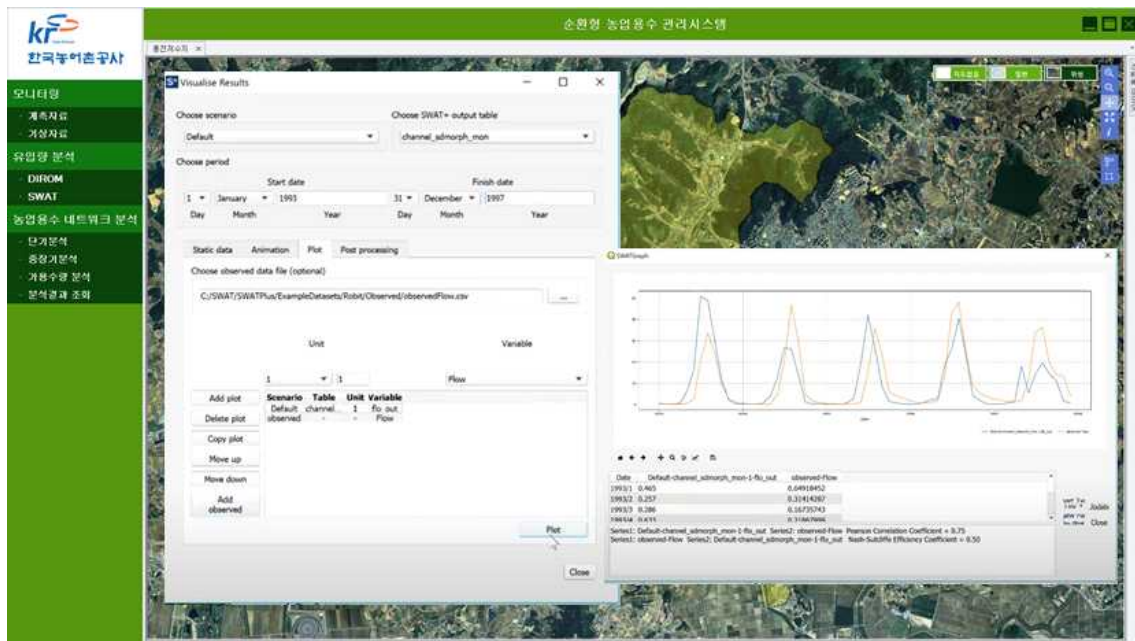 순환형 농업용수 관리시스템
kr
한국농어촌공사
모니터링
계측자료
기상자료
유입량 분석
DIROM
SWAT
농업용수 네트워크 분석
단기분석
중장기분석
가용수량 분석
분석결과 조회
Visualise Results
Choose scenario
Choose SWAT+ output table
Default
channel_sdmorph_mon
Choose period
Start date
Finish date
1 January 1993
31 December 1997
Day Month Year
Day Month Year
Static data Animation Plot Post processing
Choose observed data file (optional)
C:/SWAT/SWATPlus/ExampleDatasets/Robit/Observed/observedFlow.csv
...
Unit
Variable
1 1
Flow
Add plot
Delete plot
Copy plot
Move up
Move down
Add observed
Scenario Table Unit Variable
Default channel... 1 flo_out
observed - - Flow
Plot
Close
SWATGraph
Date Default-channel_sdmorph_mon-1-flo_out observed-Flow
1993/1 0.465 0.04918452
1993/2 0.257 0.31414287
1993/3 0.286 0.16735743
Series1: Default-channel_sdmorph_mon-1-flo_out Series2: observed-Flow Pearson Correlation Coefficient = 0.75
Series1: observed-Flow Series2: Default-channel_sdmorph_mon-1-flo_out Nash-Sutcliffe Efficiency Coefficient = 0.50
Update
Close